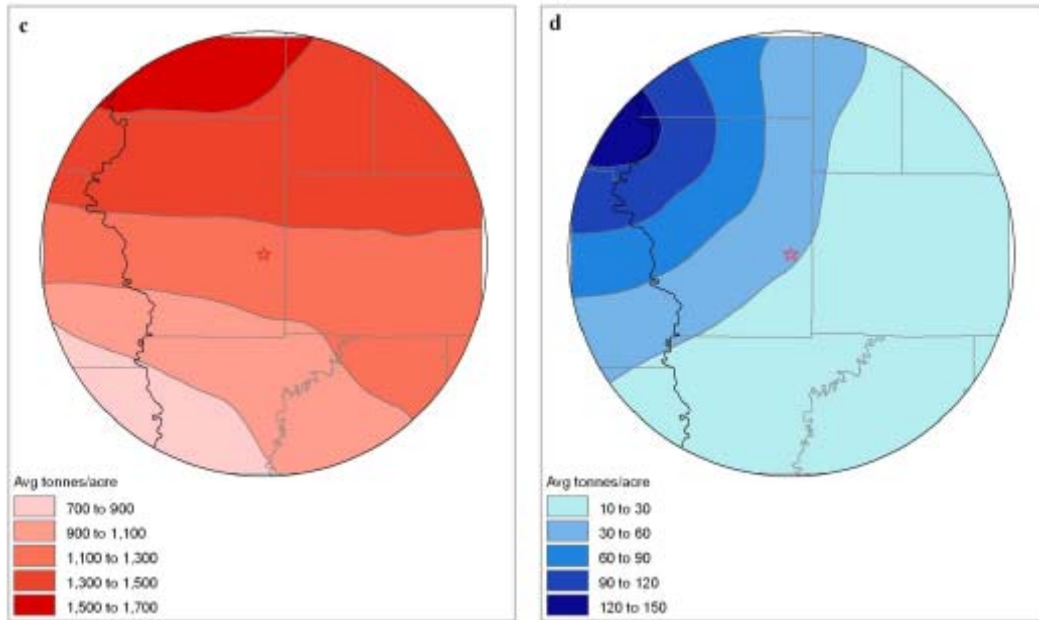 c
Avg tonnes/acre
700 to 900
900 to 1,100
1,100 to 1,300
1,300 to 1,500
1,500 to 1,700
d
Avg tonnes/acre
10 to 30
30 to 60
60 to 90
90 to 120
120 to 150